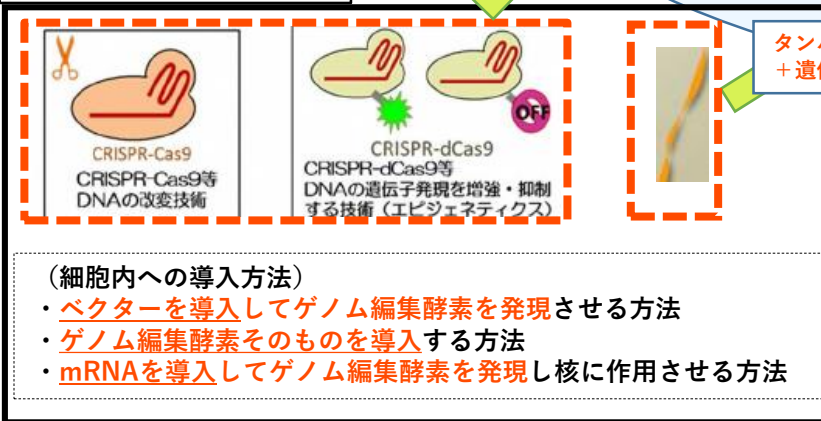 タン
＋遺
OFF
CRISPR-Cas9
CRISPR-Cas9等
DNAの改変技術
CRISPR-dCas9
CRISPR-dCas9等
DNAの遺伝子発現を増強・抑制
する技術（エピジェネティクス）
（細胞内への導入方法）
・ベクターを導入してゲノム編集酵素を発現させる方法
・ゲノム編集酵素そのものを導入する方法
・mRNAを導入してゲノム編集酵素を発現し核に作用させる方法